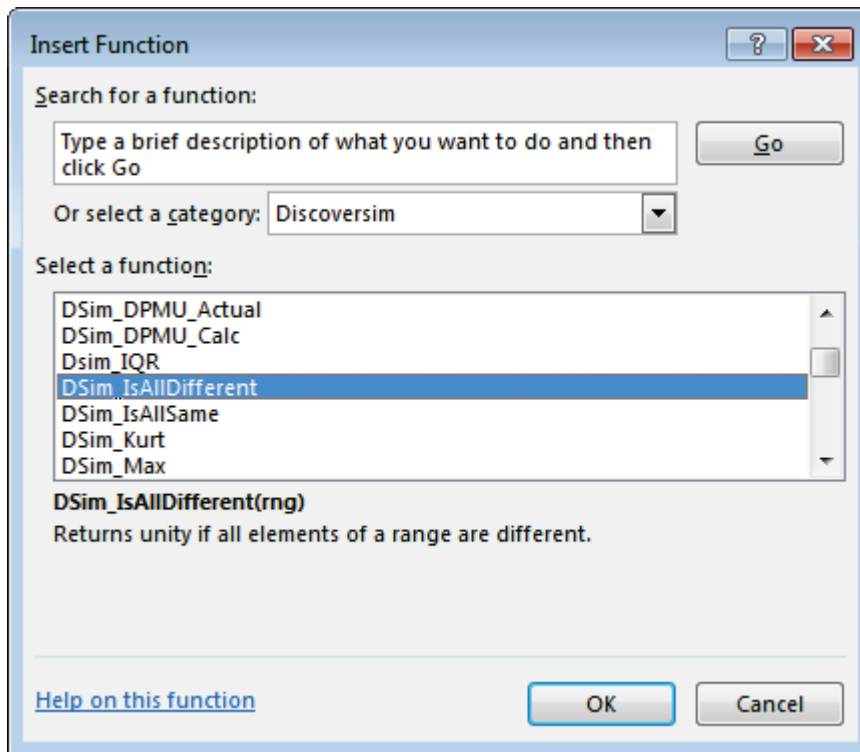 Insert Function
?
Search for a function:
Type a brief description of what you want to do and then
click Go
Go
Or select a category: Discoversim
Select a function:
DSim_DPMU_Actual
DSim_DPMU_Calc
Dsim_IQR
DSim_IsAllDifferent
DSim_IsAllSame
DSim_Kurt
DSim_Max
DSim_IsAllDifferent(rng)
Returns unity if all elements of a range are different.
Help on this function
OK
Cancel